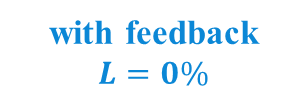 with feedback
L = 0%